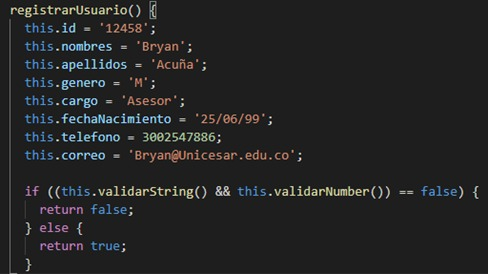 registrarUsuario() {
this.id = '12458';
this.nombres = 'Bryan';
this.apellidos = 'Acuña';
this.genero = 'M';
this.cargo = 'Asesor';
this.fechaNacimiento = '25/06/99';
this.telefono = 3002547886;
this.correo = 'Bryan@Unicesar.edu.co';
if ((this.validarString() && this.validarNumber()) == false) {
return false;
} else {
return true;
}